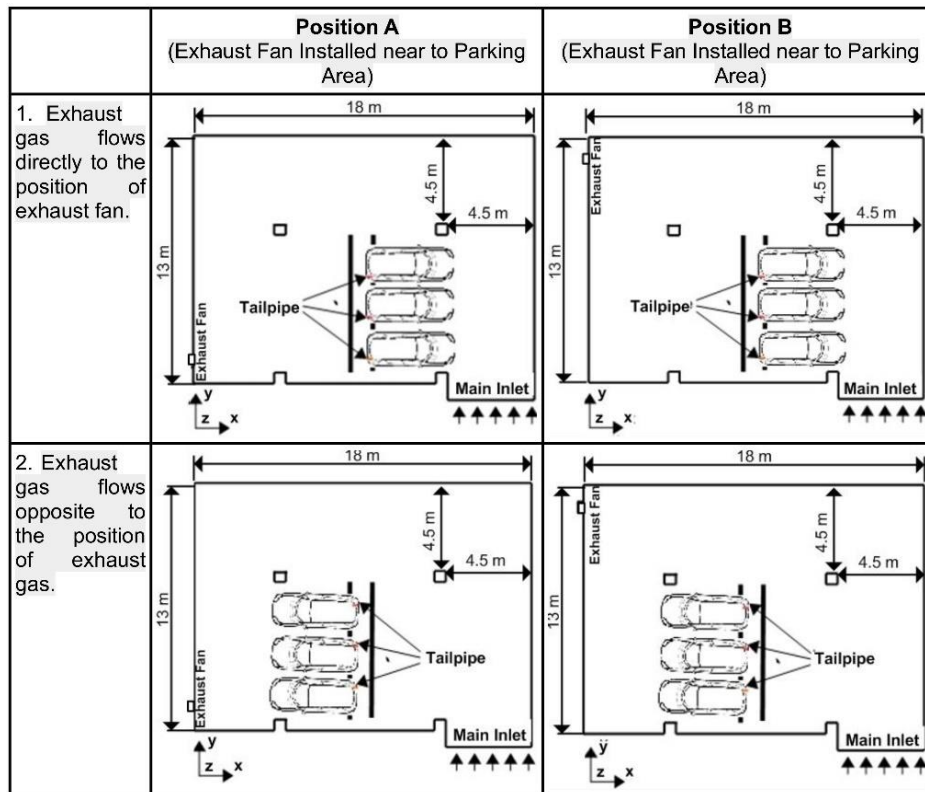 Position A
(Exhaust Fan Installed near to Parking
Area)
Position B
(Exhaust Fan Installed near to Parking
Area)
1. Exhaust
gas flows
directly to the
position of
exhaust fan.
18 m
13 m
4.5 m
4.5 m
Tailpipe
Exhaust Fan
Main Inlet
y
z x
18 m
Exhaust Fan
13 m
4.5 m
4.5 m
Tailpipe
Main Inlet
y
z x
2. Exhaust
gas flows
opposite to
the position
of exhaust
gas.
18 m
13 m
4.5 m
4.5 m
Tailpipe
Exhaust Fan
Main Inlet
y
z x
18 m
Exhaust Fan
13 m
4.5 m
4.5 m
Tailpipe
Main Inlet
y
z x